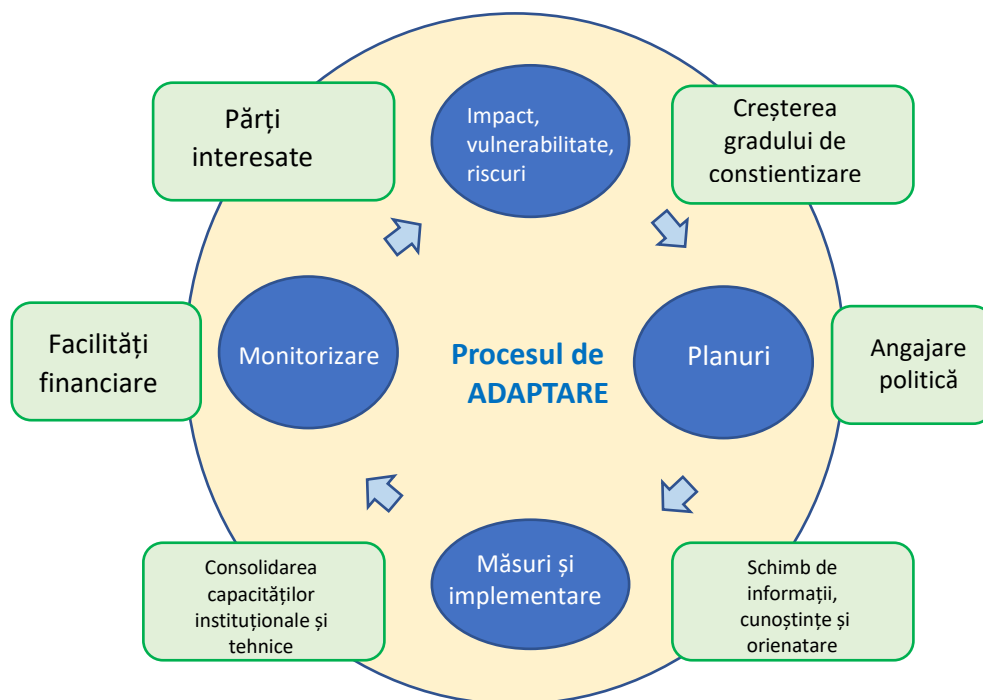 Părți
interesate
Impact,
vulnerabilitate,
riscuri
Creșterea
gradului de
constientizare
Facilități
financiare
Monitorizare
Procesul de
ADAPTARE
Planuri
Angajare
politică
Consolidarea
capacităților
instituționale și
tehnice
Măsuri și
implementare
Schimb de
informații,
cunoștințe și
orienatare